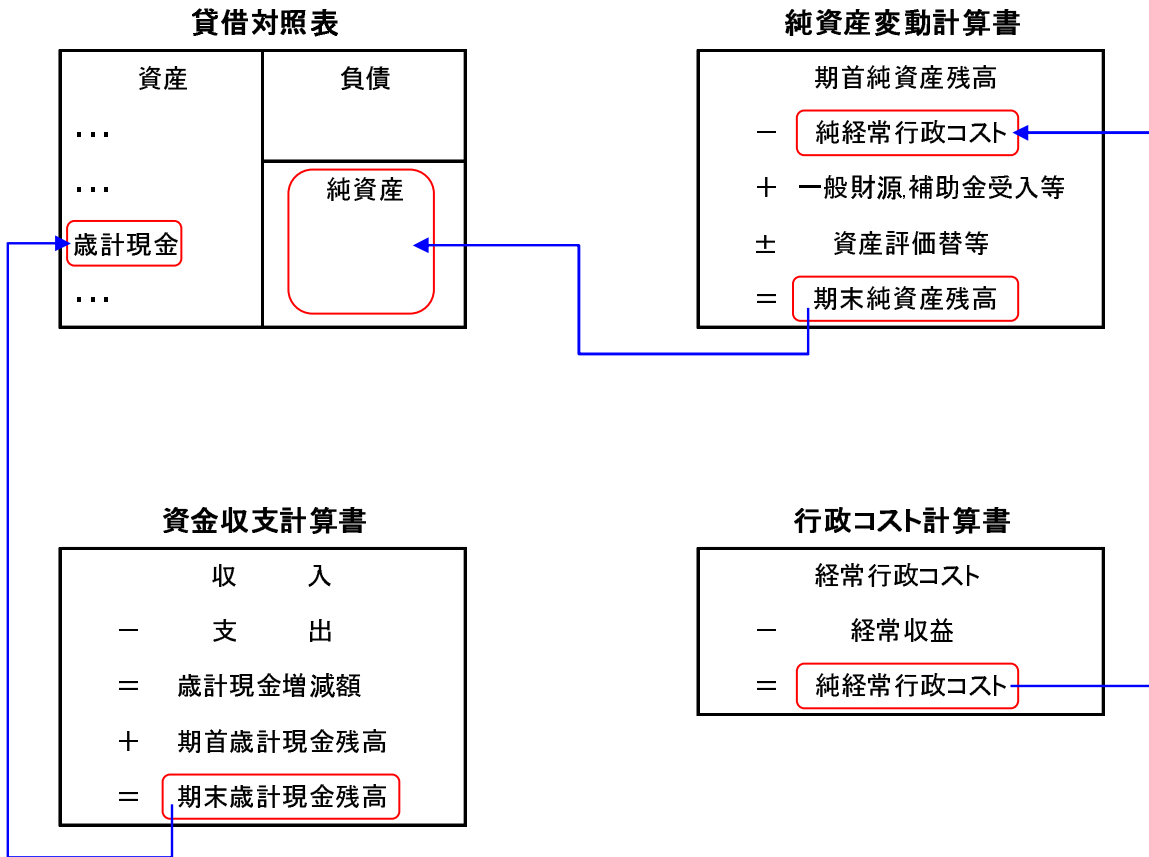 貸借対照表
資産
負債
…
…
純資産
歳計現金
…
純資産変動計算書
期首純資産残高
－ 純経常行政コスト
＋ 一般財源,補助金受入等
± 資産評価替等
＝ 期末純資産残高
資金収支計算書
収 入
－ 支 出
＝ 歳計現金増減額
＋ 期首歳計現金残高
＝ 期末歳計現金残高
行政コスト計算書
経常行政コスト
－ 経常収益
＝ 純経常行政コスト